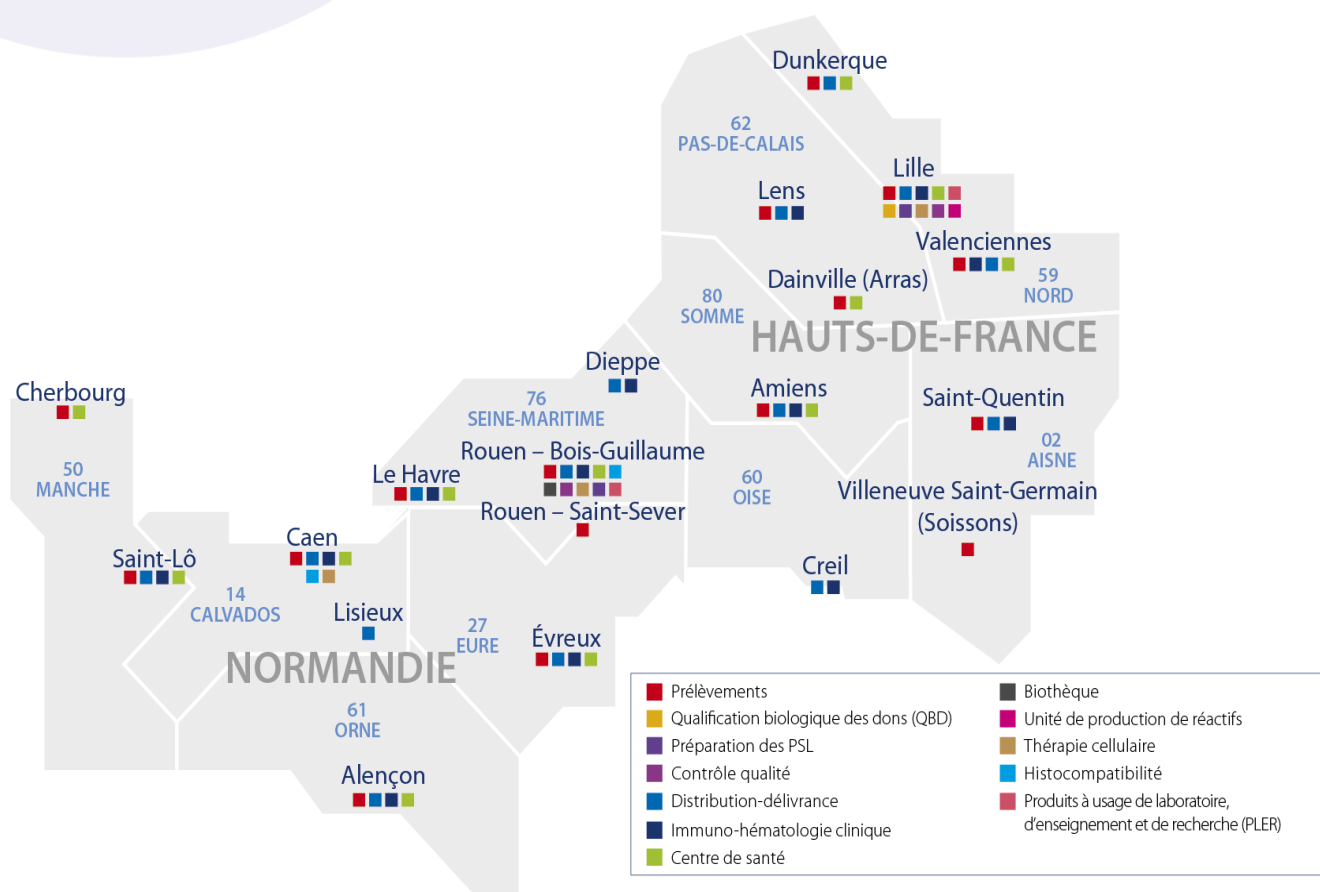 Dunkerque
62
PAS-DE-CALAIS
Lille
Lens
Valenciennes
Dainville (Arras)
59
NORD
80
SOMME
HAUTS-DE-FRANCE
Dieppe
Cherbourg
76
SEINE-MARITIME
Amiens
Saint-Quentin
02
AISNE
Rouen – Bois-Guillaume
50
MANCHE
Le Havre
60
OISE
Villeneuve Saint-Germain
(Soissons)
Rouen – Saint-Sever
Caen
Saint-Lô
Creil
14
CALVADOS
Lisieux
27
EURE
Évreux
NORMANDIE
61
ORNE
Alençon
Prélèvements
Qualification biologique des dons (QBD)
Préparation des PSL
Contrôle qualité
Distribution-délivrance
Immuno-hématologie clinique
Centre de santé
Biothèque
Unité de production de réactifs
Thérapie cellulaire
Histocompatibilité
Produits à usage de laboratoire,
d'enseignement et de recherche (PLER)